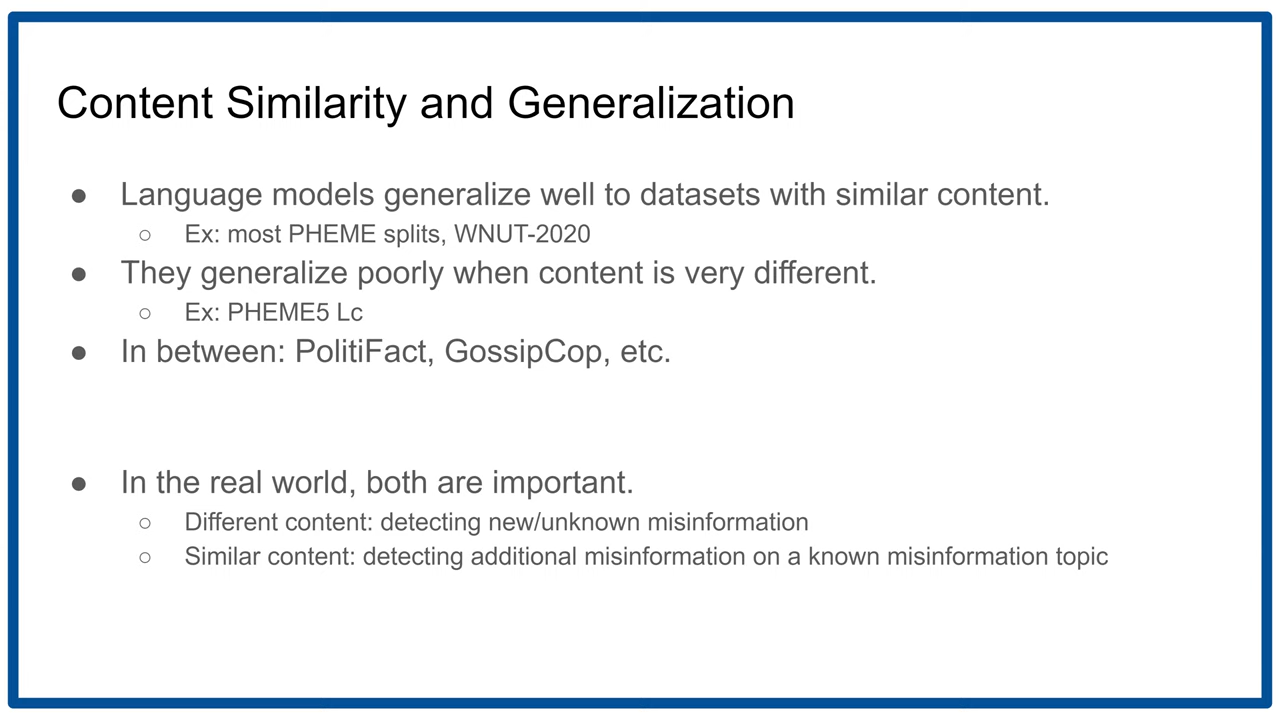 Content Similarity and Generalization
● Language models generalize well to datasets with similar content.
○ Ex: most PHEME splits, WNUT-2020
● They generalize poorly when content is very different.
○ Ex: PHEME5 Lc
● In between: PolitiFact, GossipCop, etc.
● In the real world, both are important.
○ Different content: detecting new/unknown misinformation
○ Similar content: detecting additional misinformation on a known misinformation topic